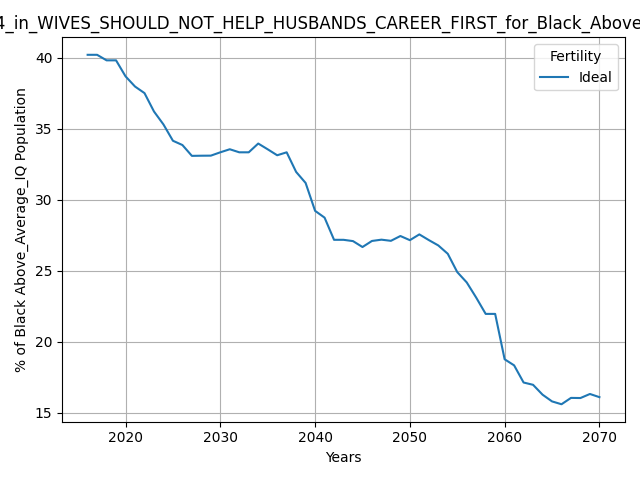 4_in_WIVES_SHOULD_NOT_HELP_HUSBANDS_CAREER_FIRST_for_Black_Above
Fertility
Ideal
% of Black Above_Average_IQ Population
40
35
30
25
20
15
2020 2030 2040 2050 2060 2070
Years